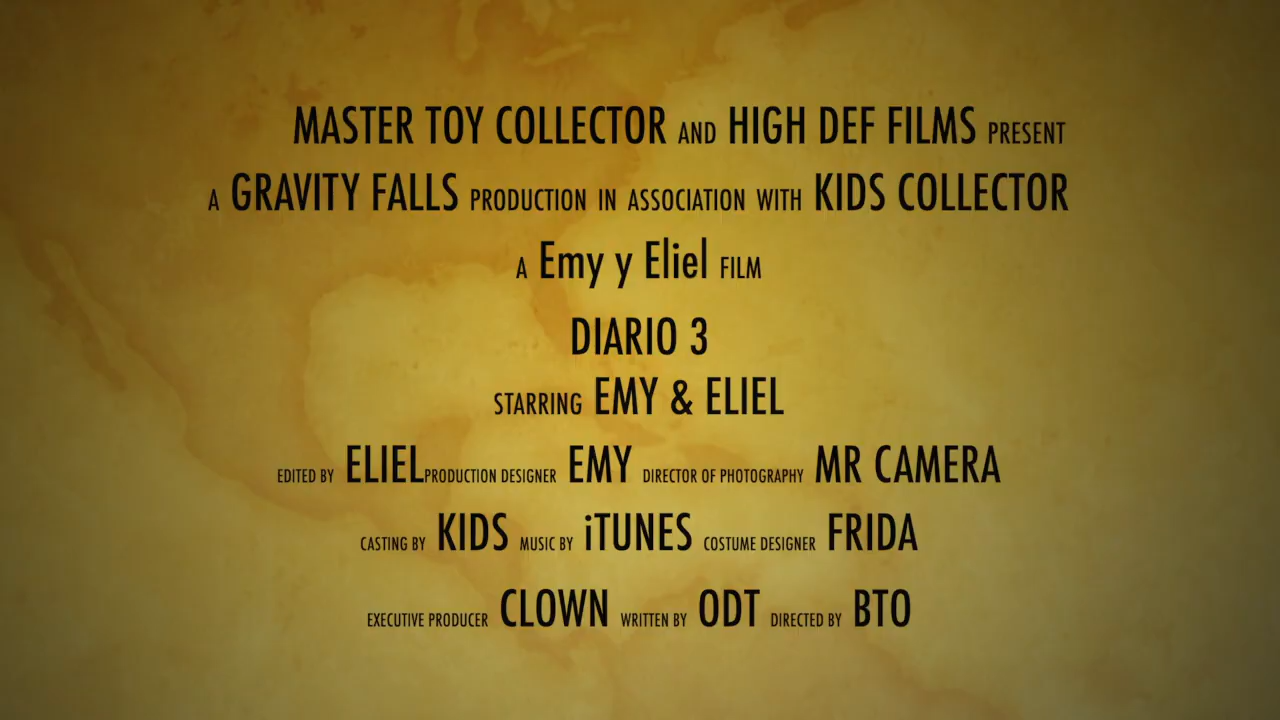 MASTER TOY COLLECTOR AND HIGH DEF FILMS PRESENT
A GRAVITY FALLS PRODUCTION IN ASSOCIATION WITH KIDS COLLECTOR
A Emy y Eliel FILM
DIARIO 3
STARRING EMY & ELIEL
EDITED BY ELIEL PRODUCTION DESIGNER EMY DIRECTOR OF PHOTOGRAPHY MR CAMERA
CASTING BY KIDS MUSIC BY iTUNES COSTUME DESIGNER FRIDA
EXECUTIVE PRODUCER CLOWN WRITTEN BY ODT DIRECTED BY BTO